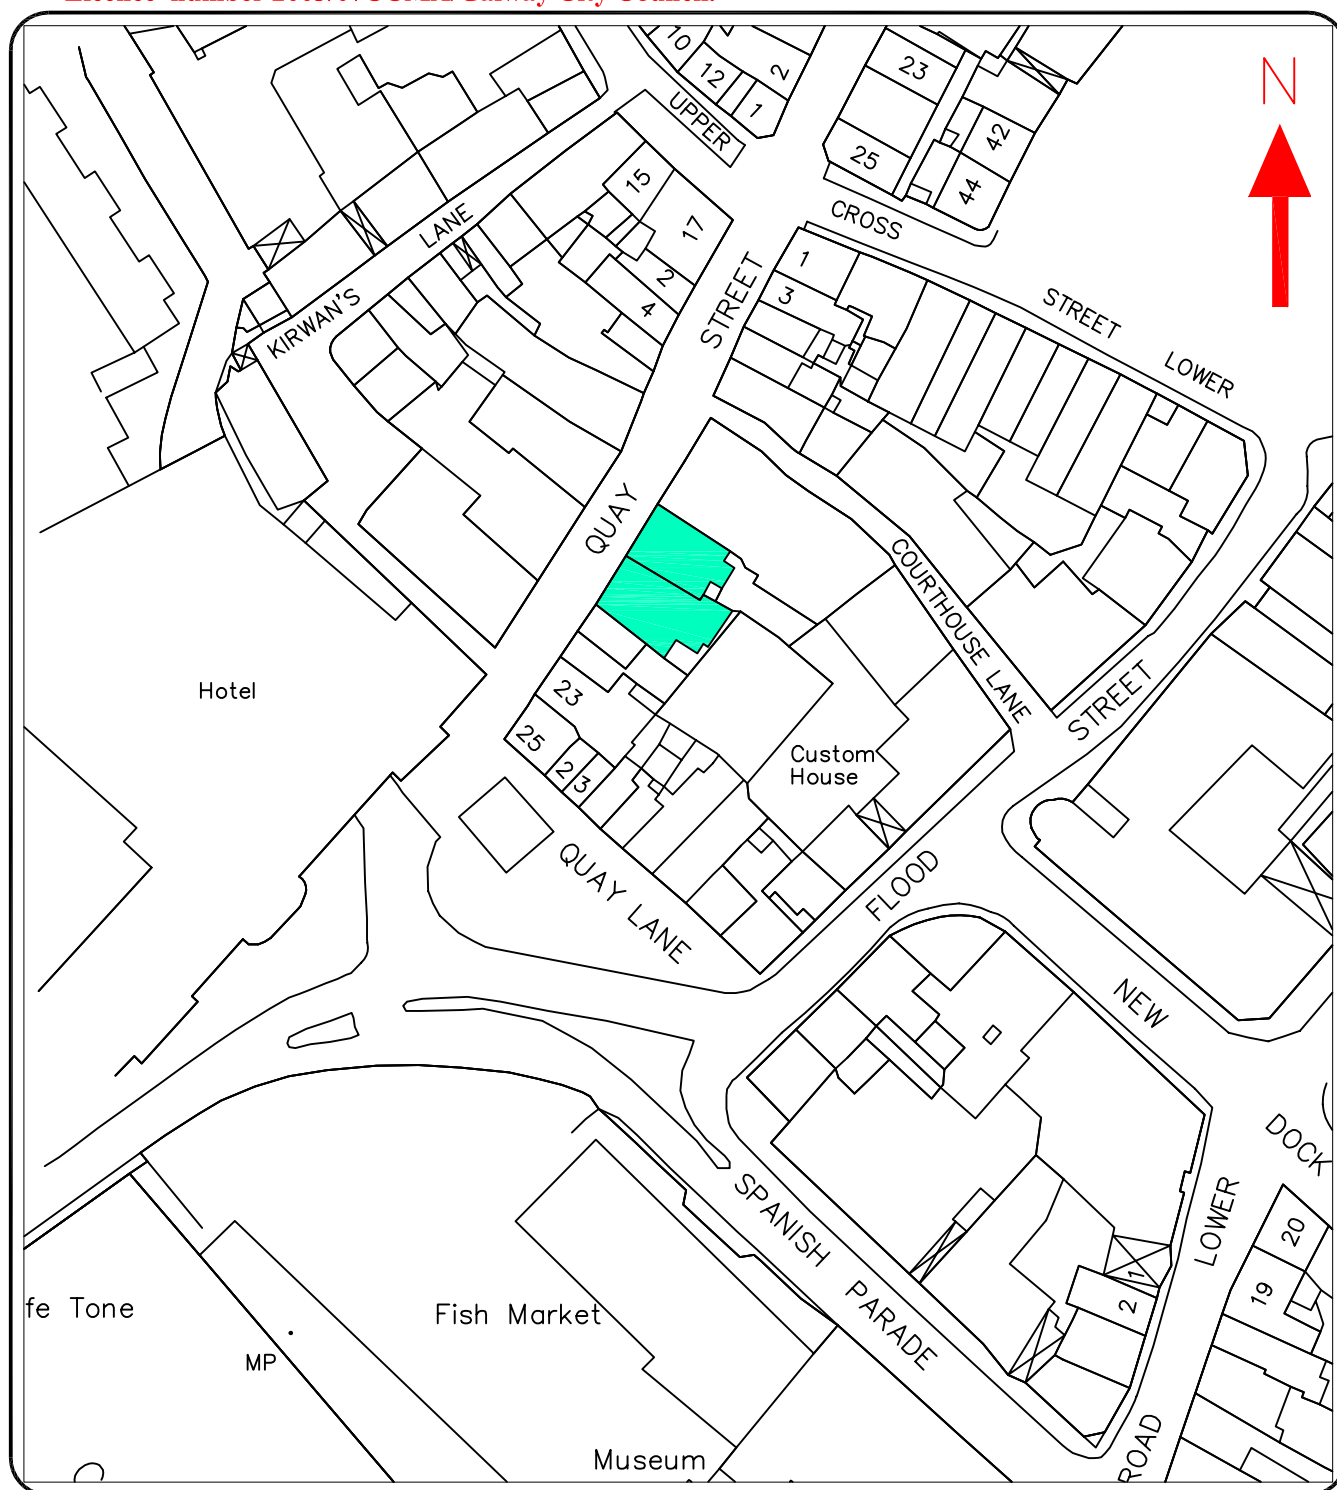 N
10
12
2
1
UPPER
23
25
42
44
CROSS
STREET
LOWER
15
17
2
4
1
3
KIRWAN'S
LANE
QUAY
STREET
COURTHOUSE LANE
Hotel
23
25
2
3
Custom
House
QUAY LANE
FLOOD
STREET
NEW
DOCK
LOWER
ROAD
SPANISH PARADE
1
2
20
19
fe Tone
MP
Fish Market
Museum